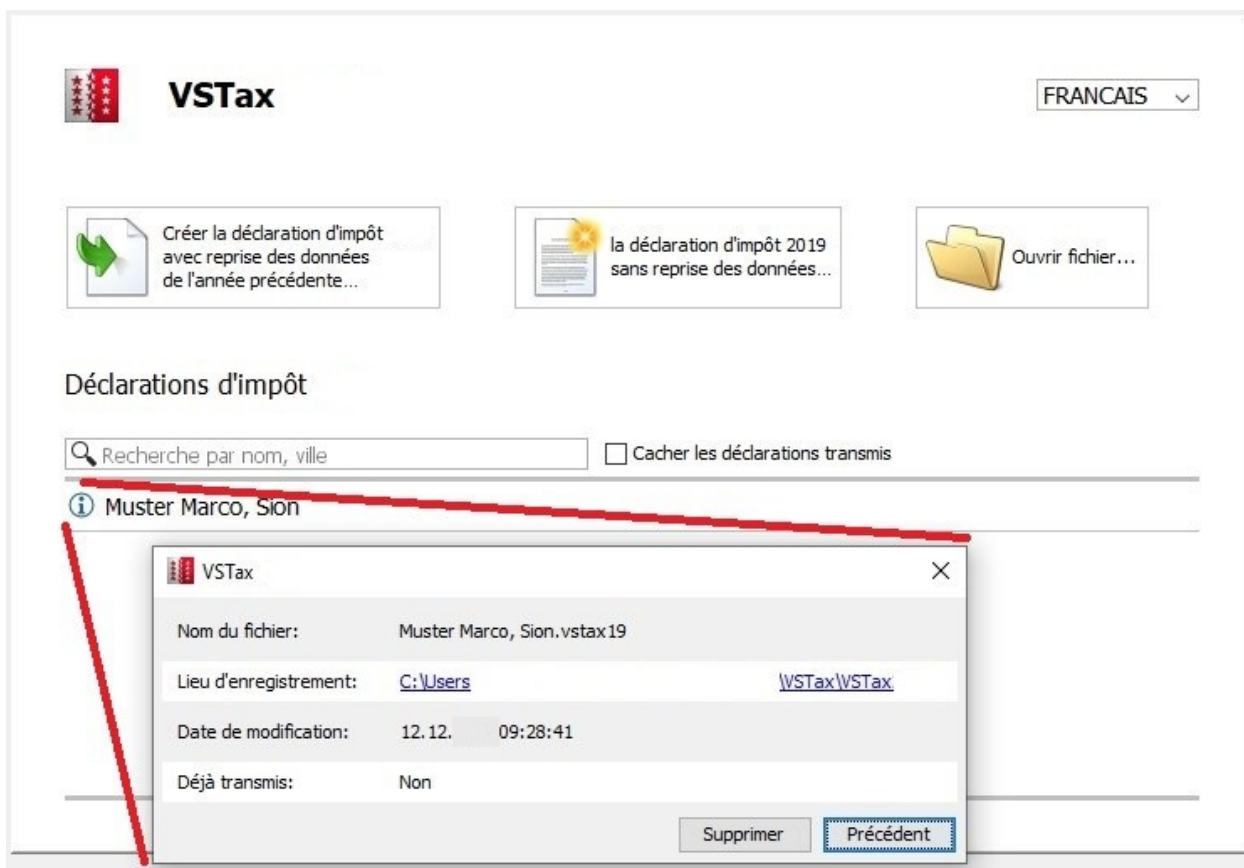 VSTax
FRANCAIS
Créer la déclaration d'impôt
avec reprise des données
de l'année précédente...
la déclaration d'impôt 2019
sans reprise des données...
Ouvrir fichier...
Déclarations d'impôt
Recherche par nom, ville
Cacher les déclarations transmis
Muster Marco, Sion
VSTax
Nom du fichier: Muster Marco, Sion.vstax19
Lieu d'enregistrement: C:\Users \VSTax\VSTax
Date de modification: 12.12. 09:28:41
Déjà transmis: Non
Supprimer Précédent